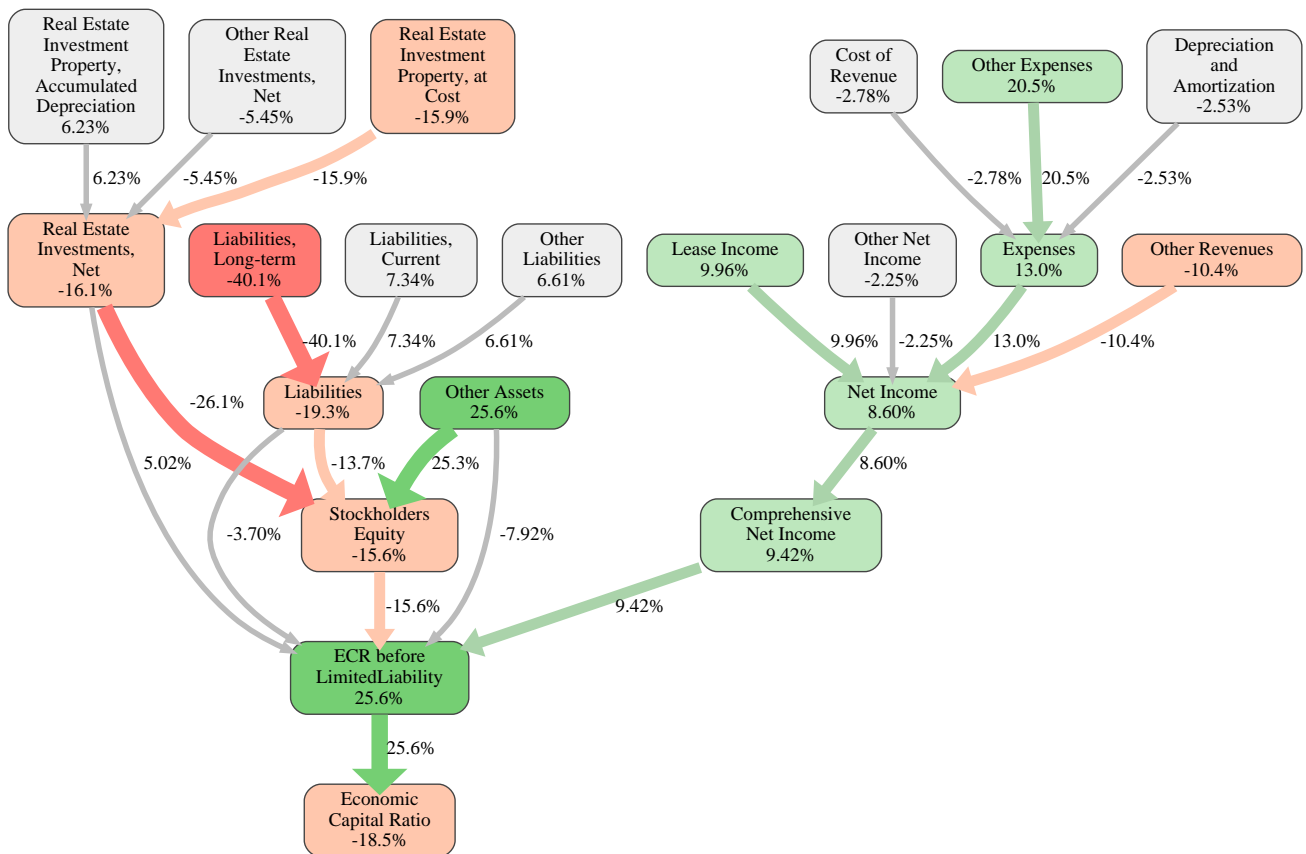 Real Estate
Investment
Property,
Accumulated
Depreciation
6.23%
Other Real
Estate
Investments,
Net
-5.45%
Real Estate
Investment
Property, at
Cost
-15.9%
Cost of
Revenue
-2.78%
Other Expenses
20.5%
Depreciation
and
Amortization
-2.53%
6.23%
-5.45%
-15.9%
-2.78%
20.5%
-2.53%
Real Estate
Investments,
Net
-16.1%
Liabilities,
Long-term
-40.1%
Liabilities,
Current
7.34%
Other
Liabilities
6.61%
Lease Income
9.96%
Other Net
Income
-2.25%
Expenses
13.0%
Other Revenues
-10.4%
-40.1%
7.34%
6.61%
9.96%
-2.25%
13.0%
-10.4%
Liabilities
-19.3%
Other Assets
25.6%
Net Income
8.60%
-26.1%
5.02%
-13.7%
25.3%
8.60%
Stockholders
Equity
-15.6%
Comprehensive
Net Income
9.42%
-3.70%
-7.92%
-15.6%
9.42%
ECR before
LimitedLiability
25.6%
25.6%
Economic
Capital Ratio
-18.5%